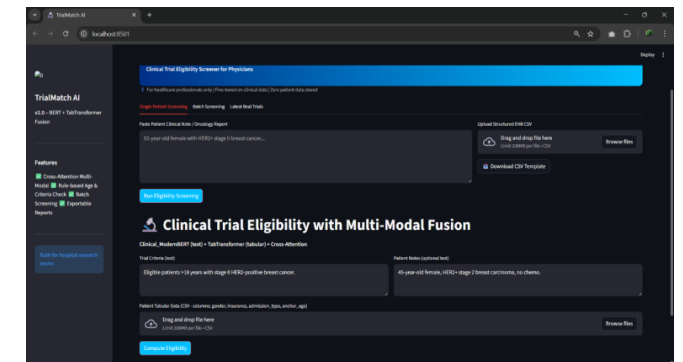 TrialMatch AI
localhost:8501
Deploy
TrialMatch AI
v2.0 - BERT + TabTransformer
Fusion
Features
Cross-Attention Multi-
Modal Rule-based Age &
Criteria Check Batch
Screening Exportable
Reports
Built for hospital research
teams
Clinical Trial Eligibility Screener for Physicians
For healthcare professionals only | Fine-tuned on clinical data | Zero patient data stored
Single Patient Screening Batch Screening Latest Real Trials
Paste Patient Clinical Note / Oncology Report
52-year-old female with HER2+ stage II breast cancer...
Upload Structured EHR CSV
Drag and drop file here
Limit 200MB per file • CSV
Browse files
Download CSV Template
Run Eligibility Screening
Clinical Trial Eligibility with Multi-Modal Fusion
Clinical_ModernBERT (text) + TabTransformer (tabular) + Cross-Attention
Trial Criteria (text)
Eligible patients >18 years with stage II HER2-positive breast cancer.
Patient Notes (optional text)
45-year-old female, HER2+ stage 2 breast carcinoma, no chemo.
Patient Tabular Data (CSV - columns: gender, insurance, admission_type, anchor_age)
Drag and drop file here
Limit 200MB per file • CSV
Browse files
Compute Eligibility